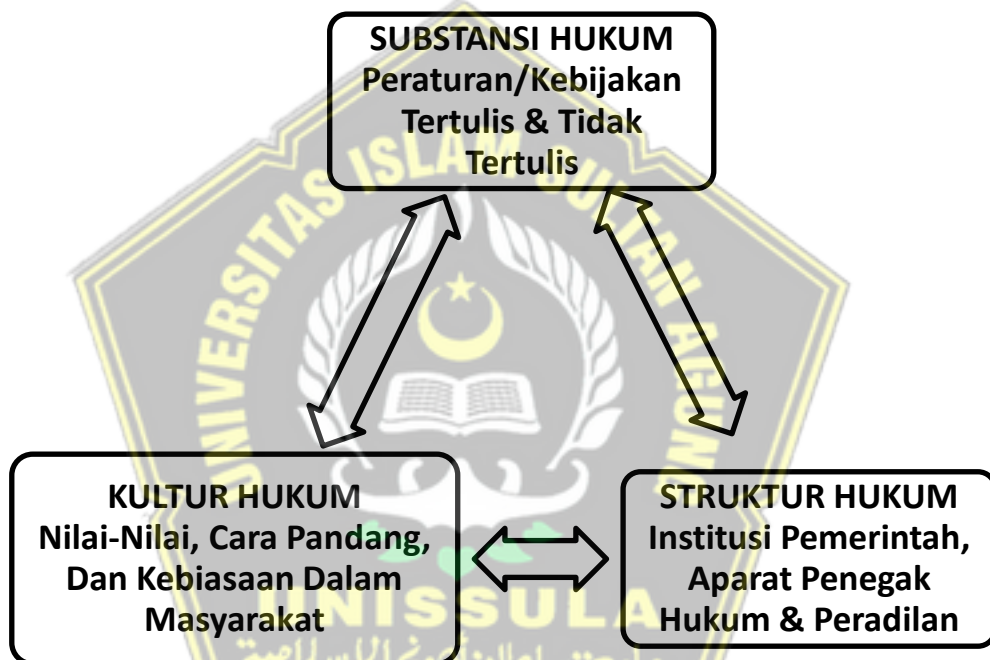 SUBSTANSI HUKUM
Peraturan/Kebijakan
Tertulis & Tidak
Tertulis
UNIVERSITAS ISLAM SULTAN AGUNG
KULTUR HUKUM
Nilai-Nilai, Cara Pandang,
Dan Kebiasaan Dalam
Masyarakat
STRUKTUR HUKUM
Institusi Pemerintah,
Aparat Penegak
Hukum & Peradilan
UNISSULA